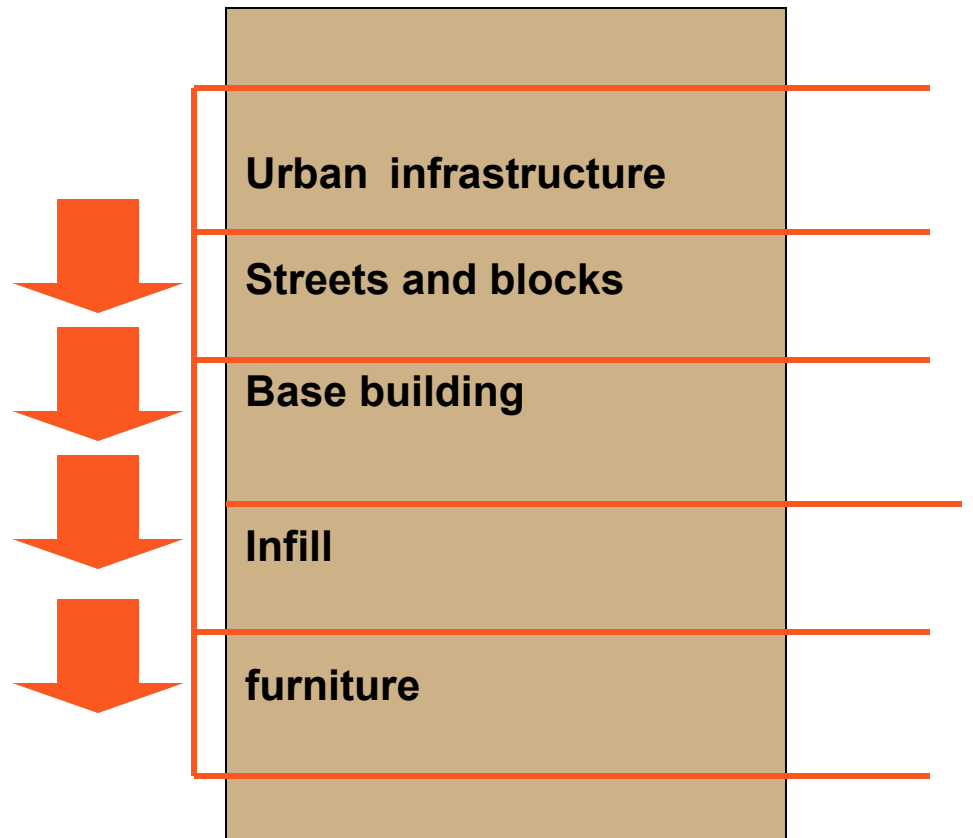 Urban infrastructure
Streets and blocks
Base building
Infill
furniture